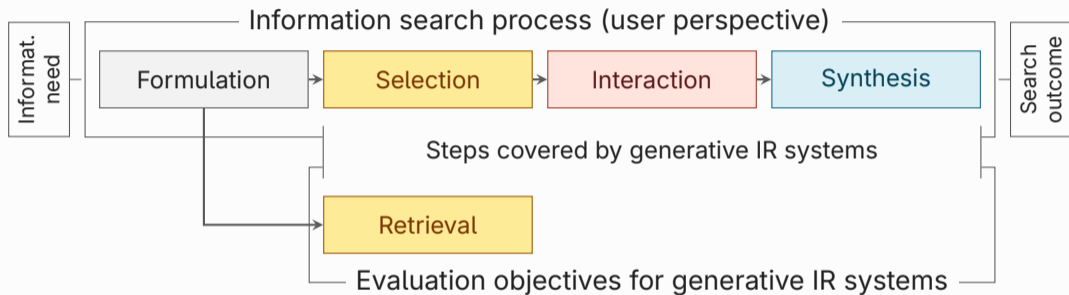 Information search process (user perspective)
Informat.
need
Formulation
Selection
Interaction
Synthesis
Search
outcome
Steps covered by generative IR systems
Retrieval
Evaluation objectives for generative IR systems